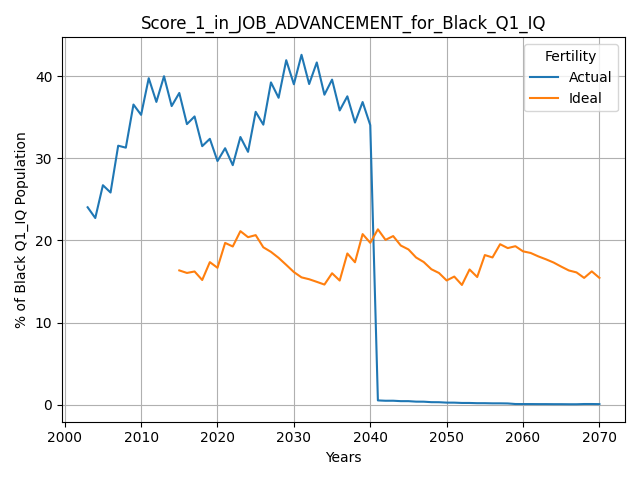 Score_1_in_JOB_ADVANCEMENT_for_Black_Q1_IQ
% of Black Q1_IQ Population
40
30
20
10
0
Fertility
Actual
Ideal
2000 2010 2020 2030 2040 2050 2060 2070
Years